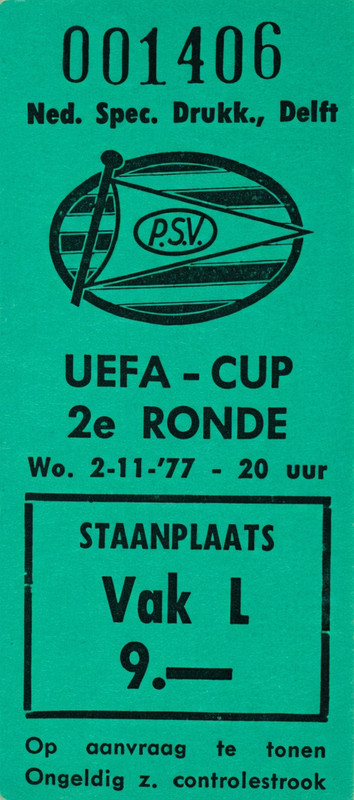 001406
Ned. Spec. Drukk., Delft
P.S.V.
UEFA - CUP
2e RONDE
Wo. 2-11-'77 - 20 uur
STAANPLAATS
Vak L
9.—
Op aanvraag te tonen
Ongeldig z. controlestrook